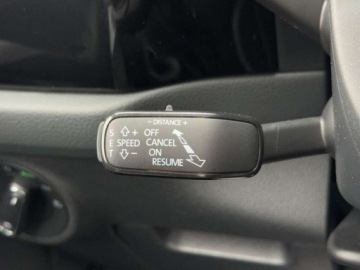 − DISTANCE +
S + OFF
E SPEED CANCEL
T − ON
RESUME